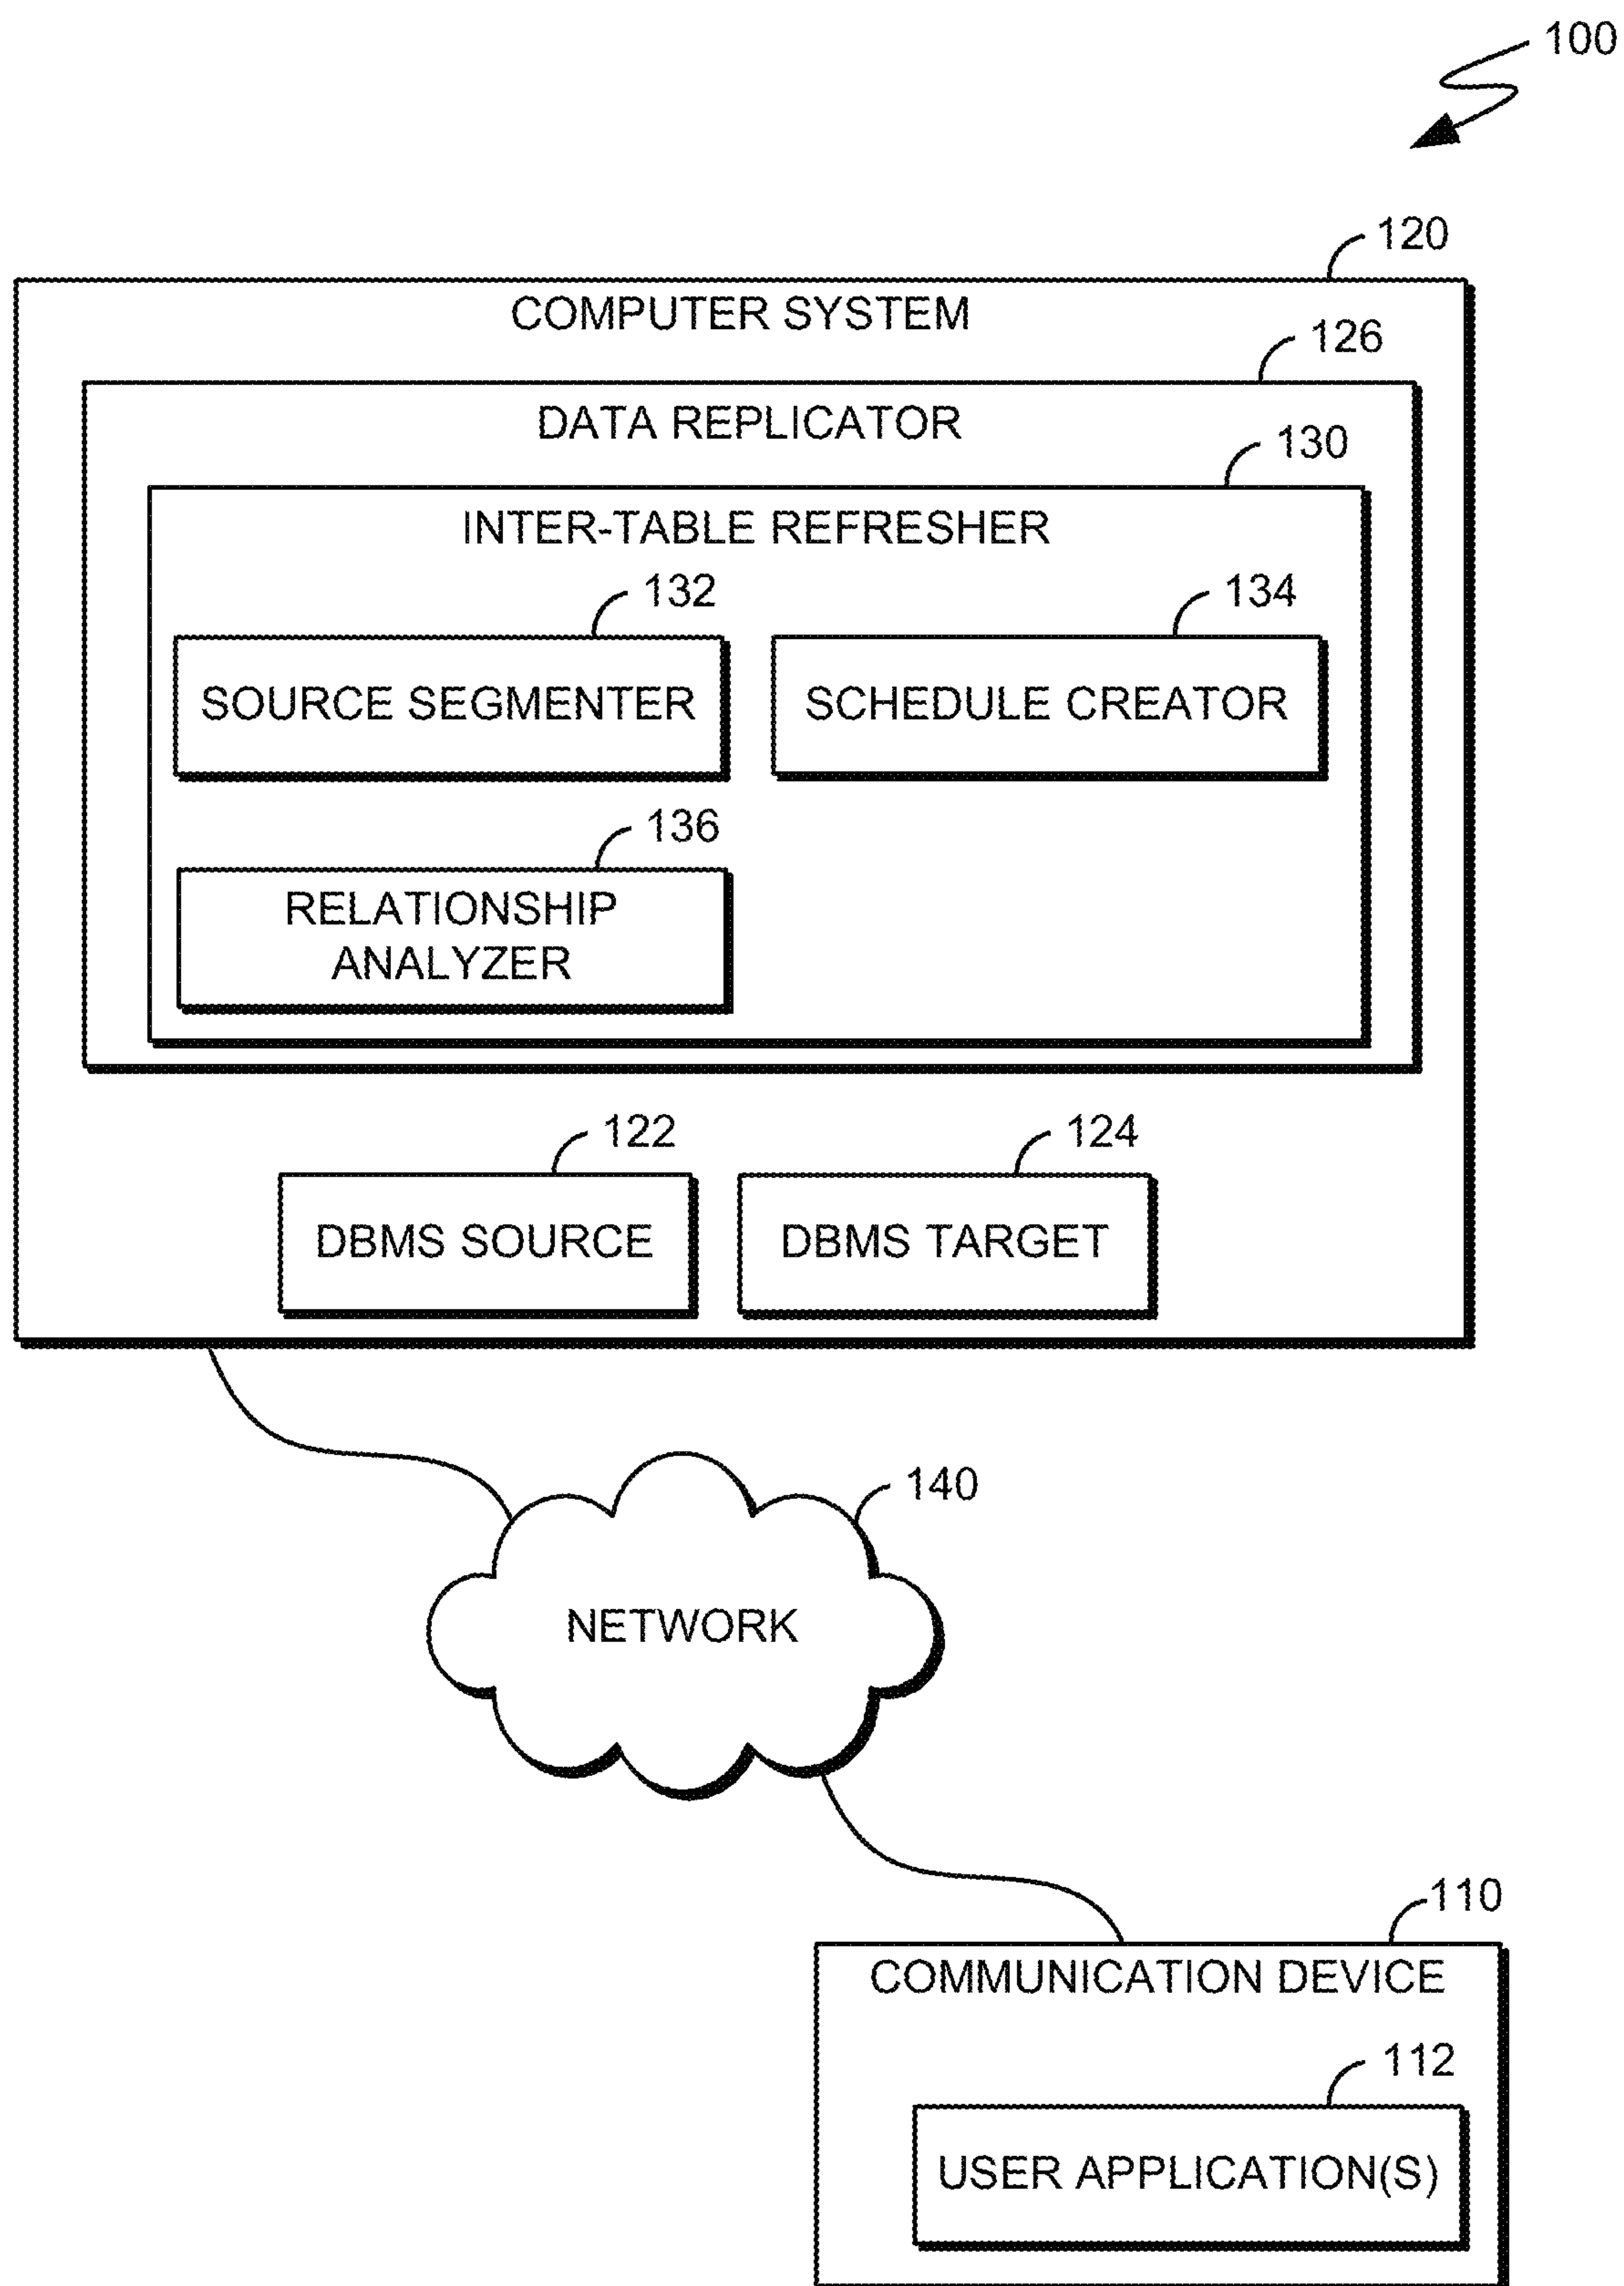 100
120
COMPUTER SYSTEM
126
DATA REPLICATOR
130
INTER-TABLE REFRESHER
132
134
SOURCE SEGMENTER
SCHEDULE CREATOR
136
RELATIONSHIP
ANALYZER
122
124
DBMS SOURCE
DBMS TARGET
140
NETWORK
110
COMMUNICATION DEVICE
112
USER APPLICATION(S)